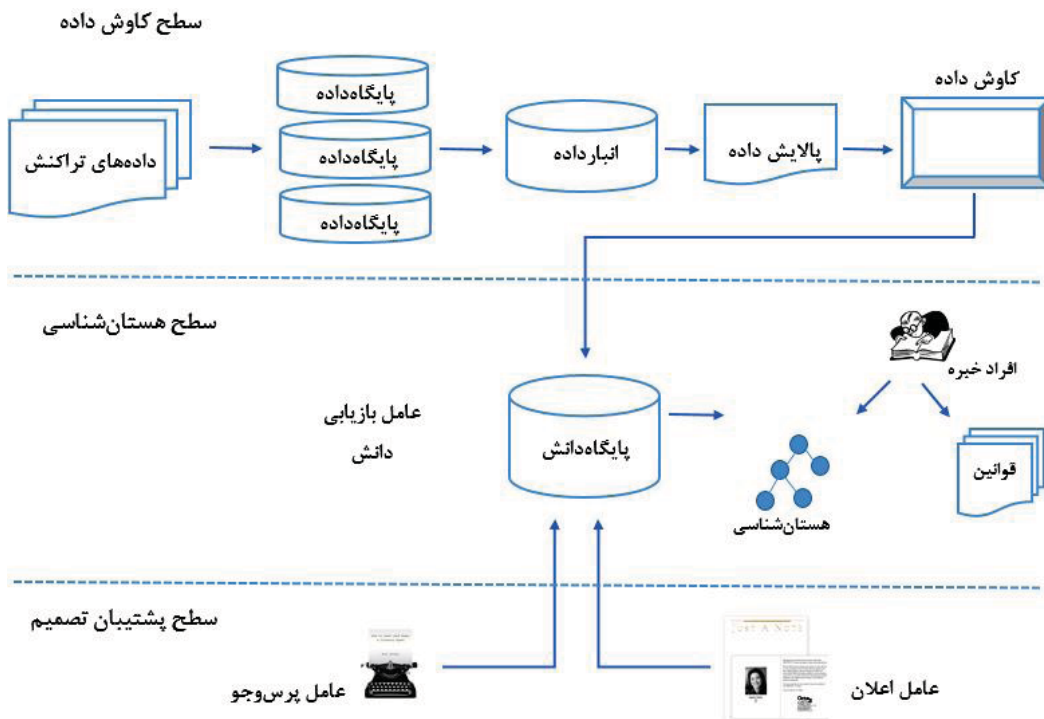 سطح کاوش داده
کاوش داده
داده‌های تراکنش
پایگاه‌داده
پایگاه‌داده
پایگاه‌داده
انبارداده
پالایش داده
سطح هستان‌شناسی
افراد خبره
عامل بازیابی
دانش
پایگاه‌دانش
قوانین
هستان‌شناسی
سطح پشتیبان تصمیم
JUST A NOTE
عامل پرس‌وجو
عامل اعلان